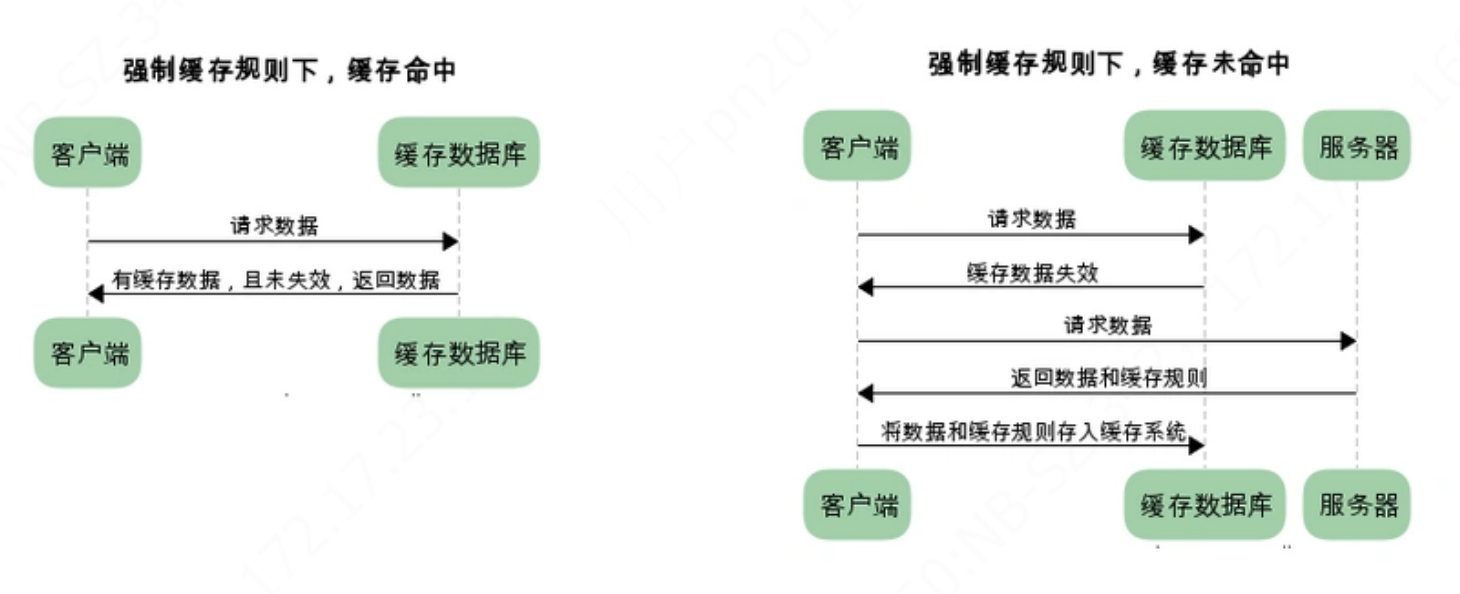 强制缓存规则下，缓存命中
客户端
缓存数据库
请求数据
有缓存数据，且未失效，返回数据
客户端
缓存数据库
强制缓存规则下，缓存未命中
客户端
缓存数据库
服务器
请求数据
缓存数据失效
请求数据
返回数据和缓存规则
将数据和缓存规则存入缓存系统
客户端
缓存数据库
服务器